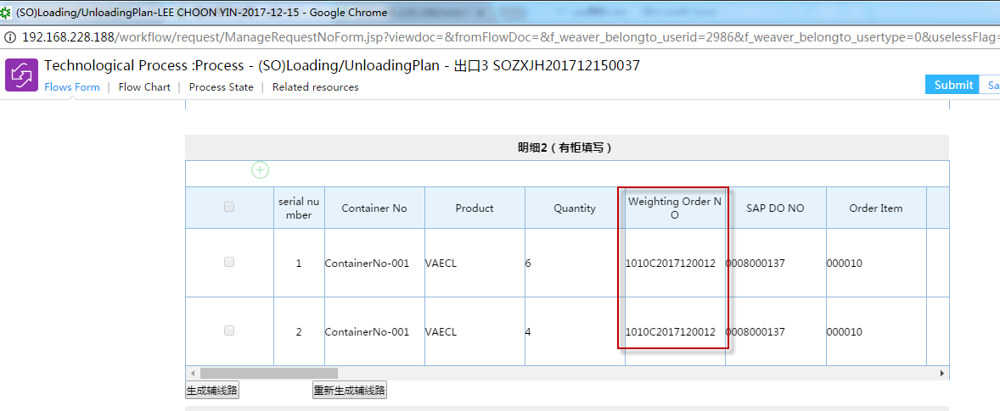 (SO)Loading/UnloadingPlan-LEE CHOON YIN-2017-12-15 - Google Chrome
192.168.228.188/workflow/request/ManageRequestNoForm.jsp?viewdoc=&fromFlowDoc=&f_weaver_belongto_userid=2986&f_weaver_belongto_usertype=0&uselessFlag=
Technological Process :Process - (SO)Loading/UnloadingPlan - 出口3 SOZXJH201712150037
Flows Form | Flow Chart | Process State | Related resources
Submit Sa
明细2（有柜填写）
serial nu
mber Container No Product Quantity Weighting Order N
O SAP DO NO Order Item
1 ContainerNo-001 VAECL 6 1010C2017120012 0008000137 000010
2 ContainerNo-001 VAECL 4 1010C2017120012 0008000137 000010
生成辅线路 重新生成辅线路